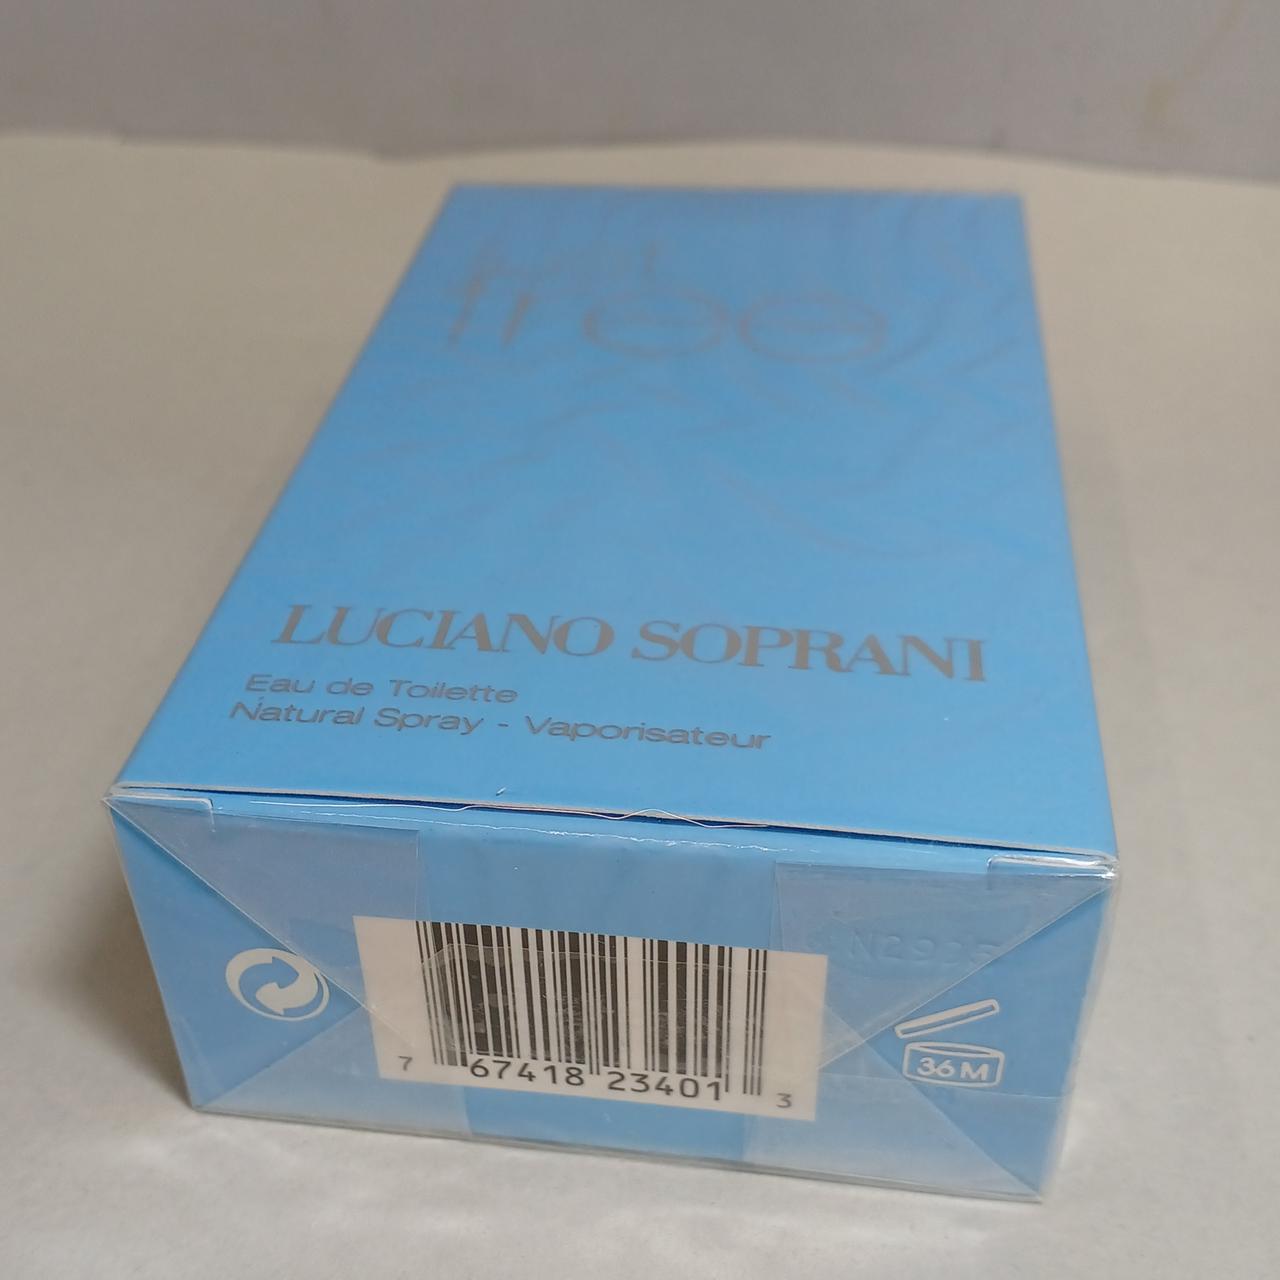 free
LUCIANO SOPRANI
Eau de Toilette
Natural Spray - Vaporisateur
7 67418 23401 3
36M